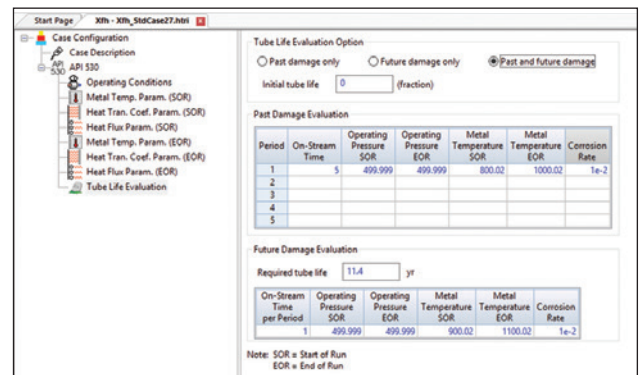 Start Page
Xfh - Xfh_StdCase27.htri
Case Configuration
Case Description
API 530
API 530
Operating Conditions
Metal Temp. Param. (SOR)
Heat Tran. Coef. Param. (SOR)
Heat Flux Param. (SOR)
Metal Temp. Param. (EOR)
Heat Tran. Coef. Param. (EOR)
Heat Flux Param. (EOR)
Tube Life Evaluation
Tube Life Evaluation Option
Past damage only Future damage only Past and future damage
Initial tube life 0 (fraction)
Past Damage Evaluation
Period On-Stream Time Operating Pressure SOR Operating Pressure EOR Metal Temperature SOR Metal Temperature EOR Corrosion Rate
1 5 499.999 499.999 800.02 1000.02 1e-2
2
3
4
5
Future Damage Evaluation
Required tube life 11.4 yr
On-Stream Time per Period Operating Pressure SOR Operating Pressure EOR Metal Temperature SOR Metal Temperature EOR Corrosion Rate
1 499.999 499.999 900.02 1100.02 1e-2
Note: SOR = Start of Run
EOR = End of Run